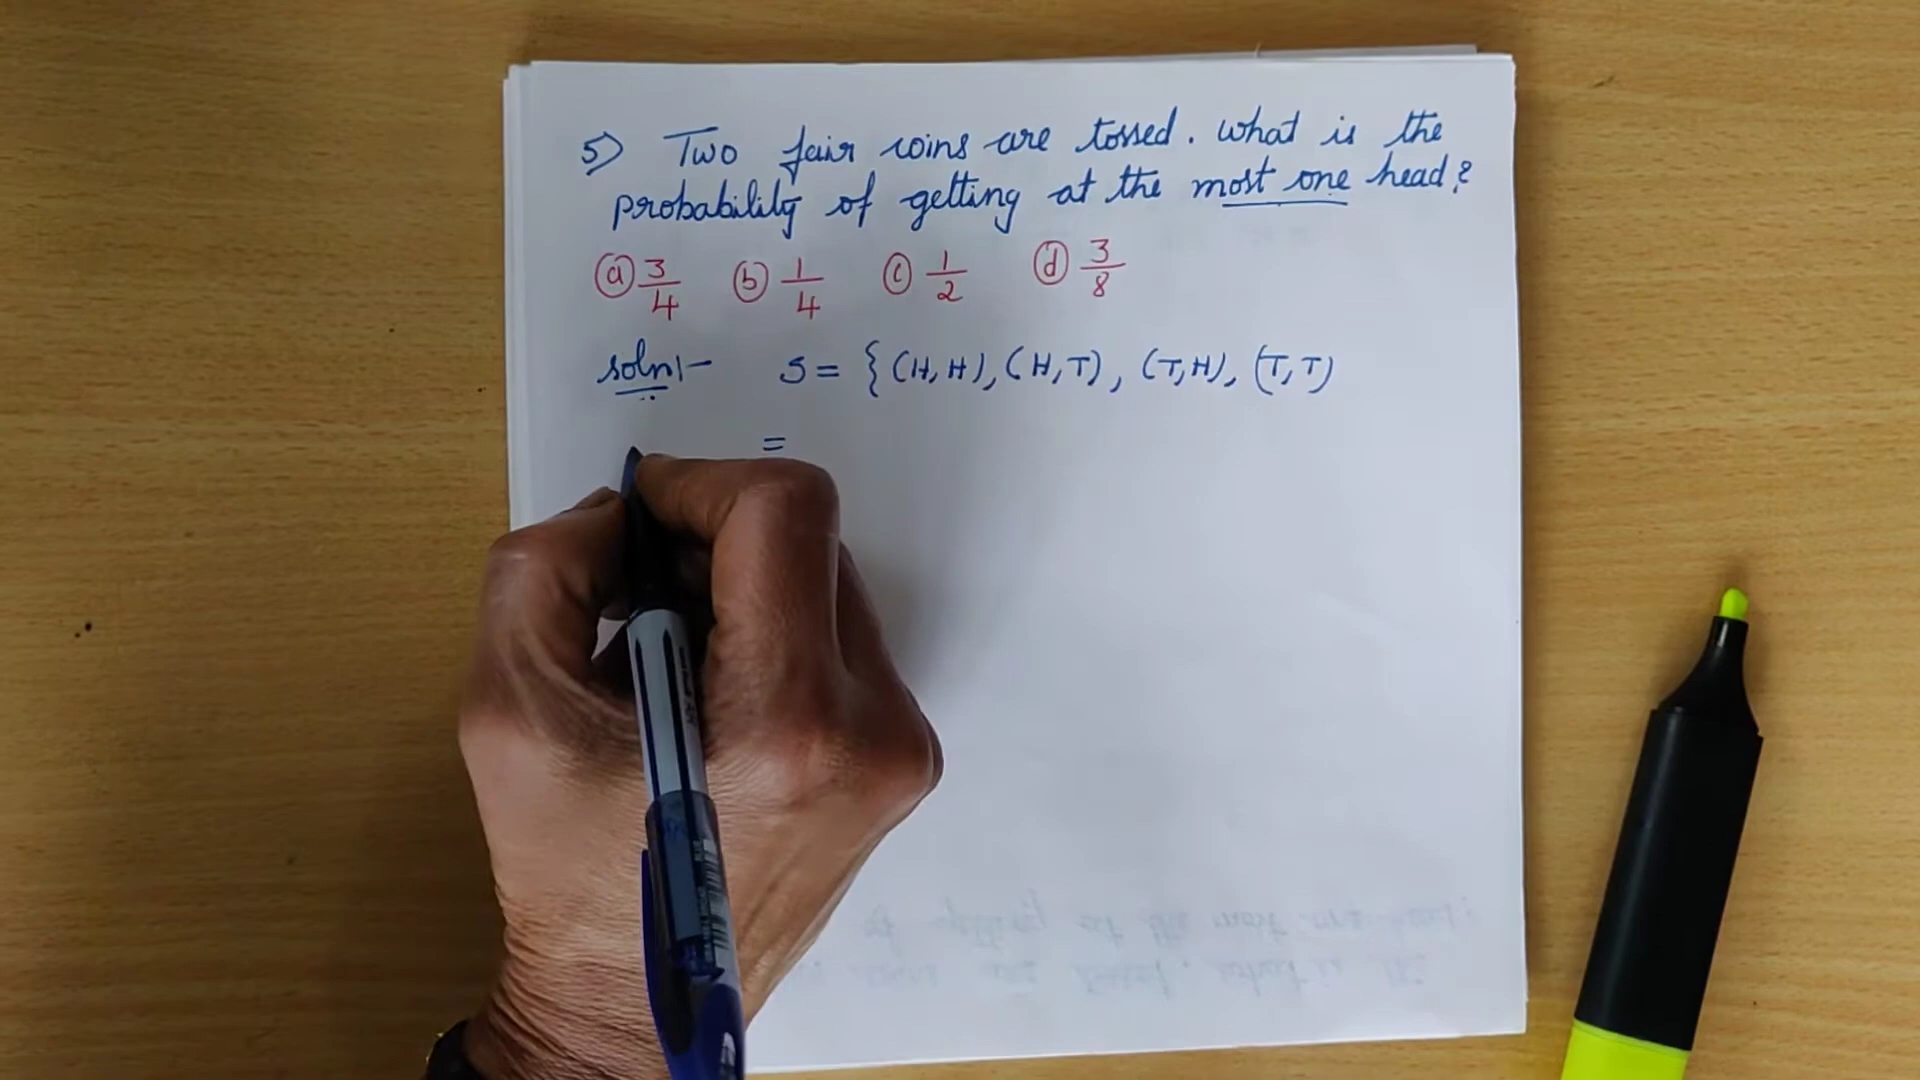 5) Two fair coins are tossed. What is the
probability of getting at the most one head?
(a) 3/4 (b) 1/4 (c) 1/2 (d) 3/8
soln:- S = { (H,H), (H,T), (T,H), (T,T)
=